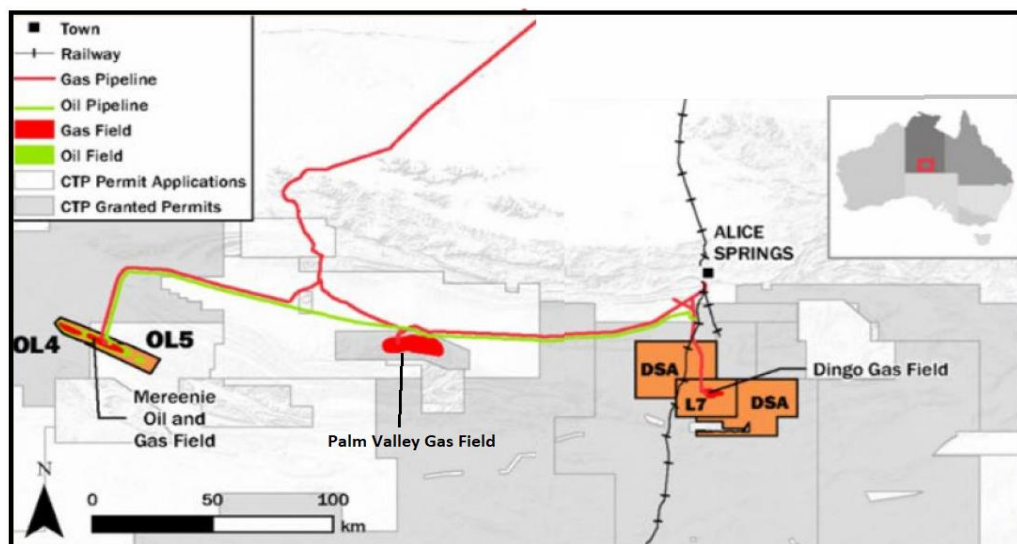 Town
Railway
Gas Pipeline
Oil Pipeline
Gas Field
Oil Field
CTP Permit Applications
CTP Granted Permits
ALICE
SPRINGS
OL4
OL5
DSA
Dingo Gas Field
L7
DSA
Mereenie
Oil and
Gas Field
Palm Valley Gas Field
N
0 50 100
km